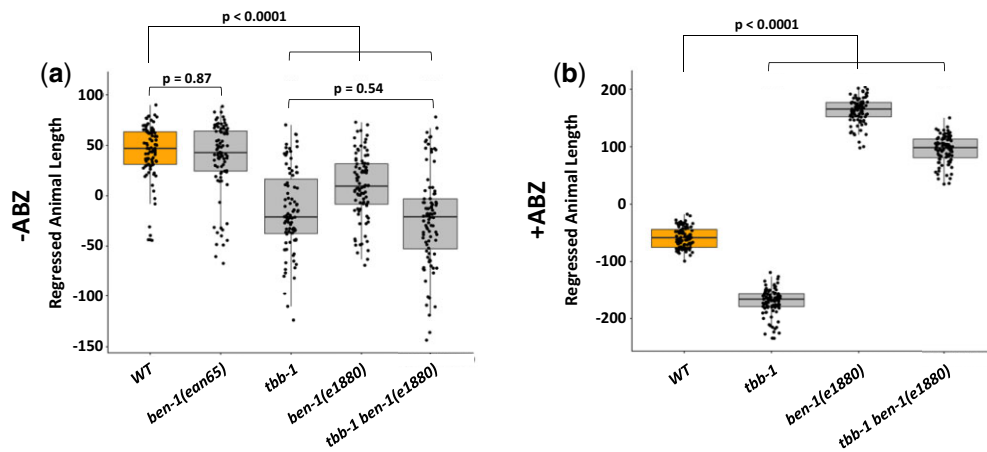 p < 0.0001
(a)
p = 0.87
p = 0.54
-ABZ
Regressed Animal Length
100
50
0
-50
-100
-150
WT
ben-1(ean65)
tbb-1
ben-1(e1880)
tbb-1 ben-1(e1880)
p < 0.0001
(b)
+ABZ
Regressed Animal Length
200
100
0
-100
-200
WT
tbb-1
ben-1(e1880)
tbb-1 ben-1(e1880)